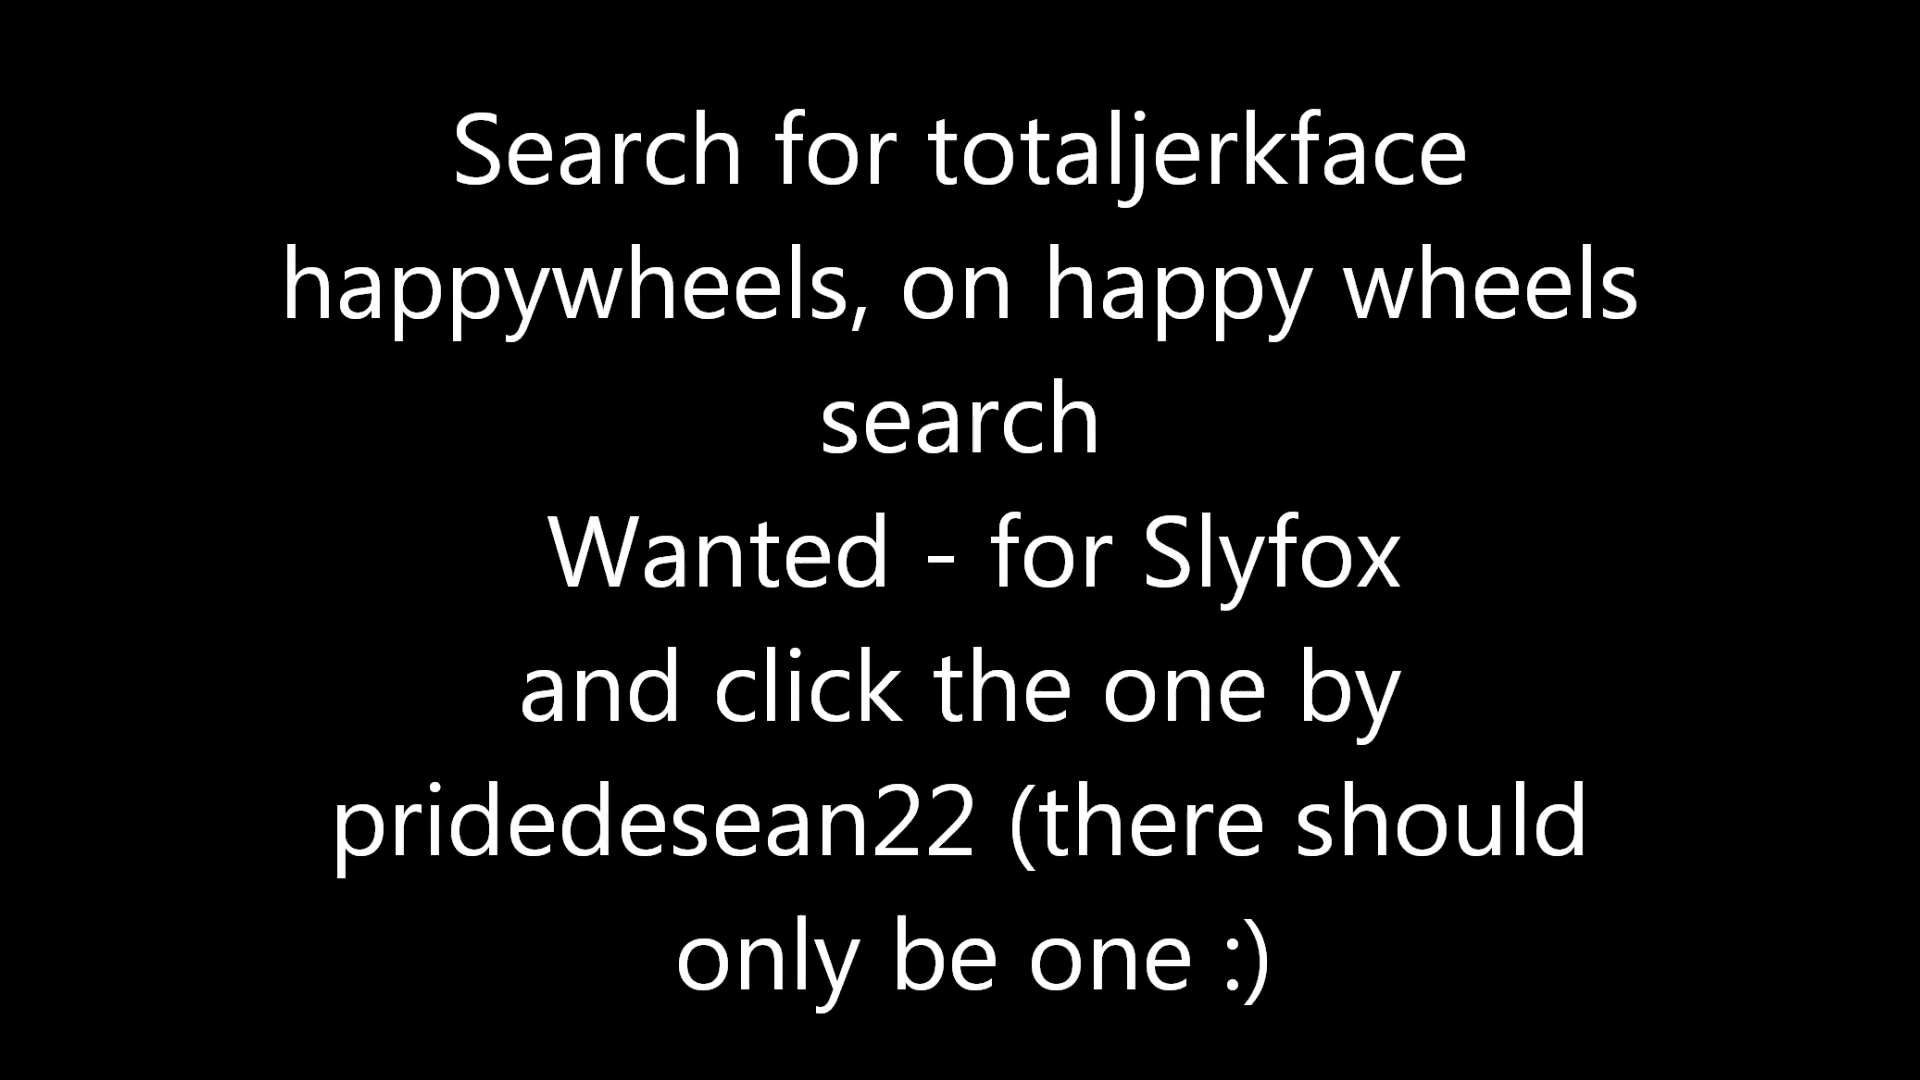 Search for totaljerkface
happywheels, on happy wheels
search
Wanted - for Slyfox
and click the one by
pridedesean22 (there should
only be one :)